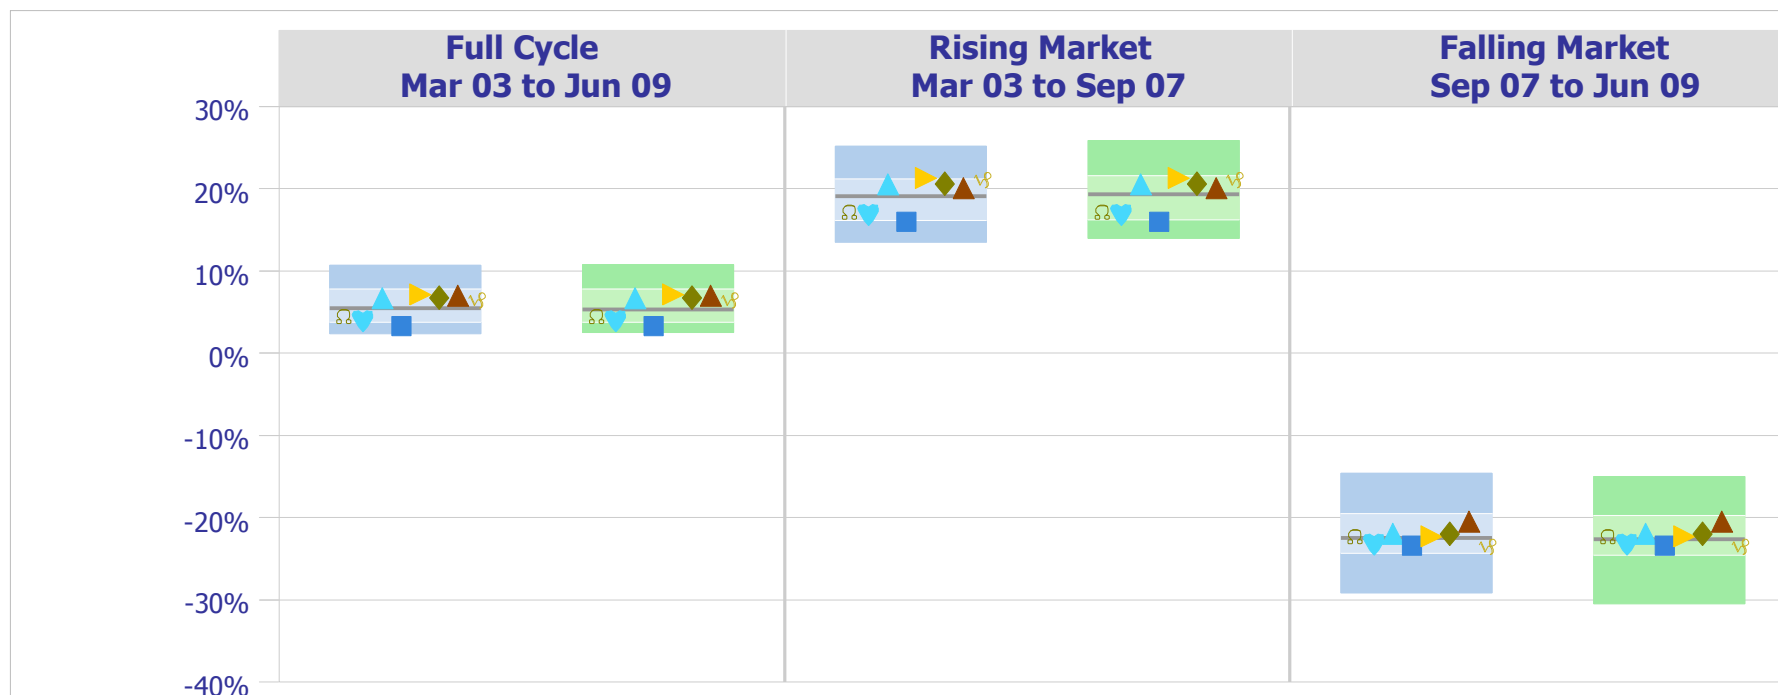 Full Cycle
Mar 03 to Jun 09
Rising Market
Mar 03 to Sep 07
Falling Market
Sep 07 to Jun 09
30%
20%
10%
0%
-10%
-20%
-30%
-40%